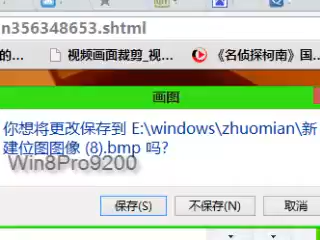 n356348653.shtml
的...
视频画面裁剪_视...
《名侦探柯南》国...
画图
你想将更改保存到 E:\windows\zhuomian\新
建位图图像 (8).bmp 吗?
Win8Pro9200
保存(S)
不保存(N)
取消